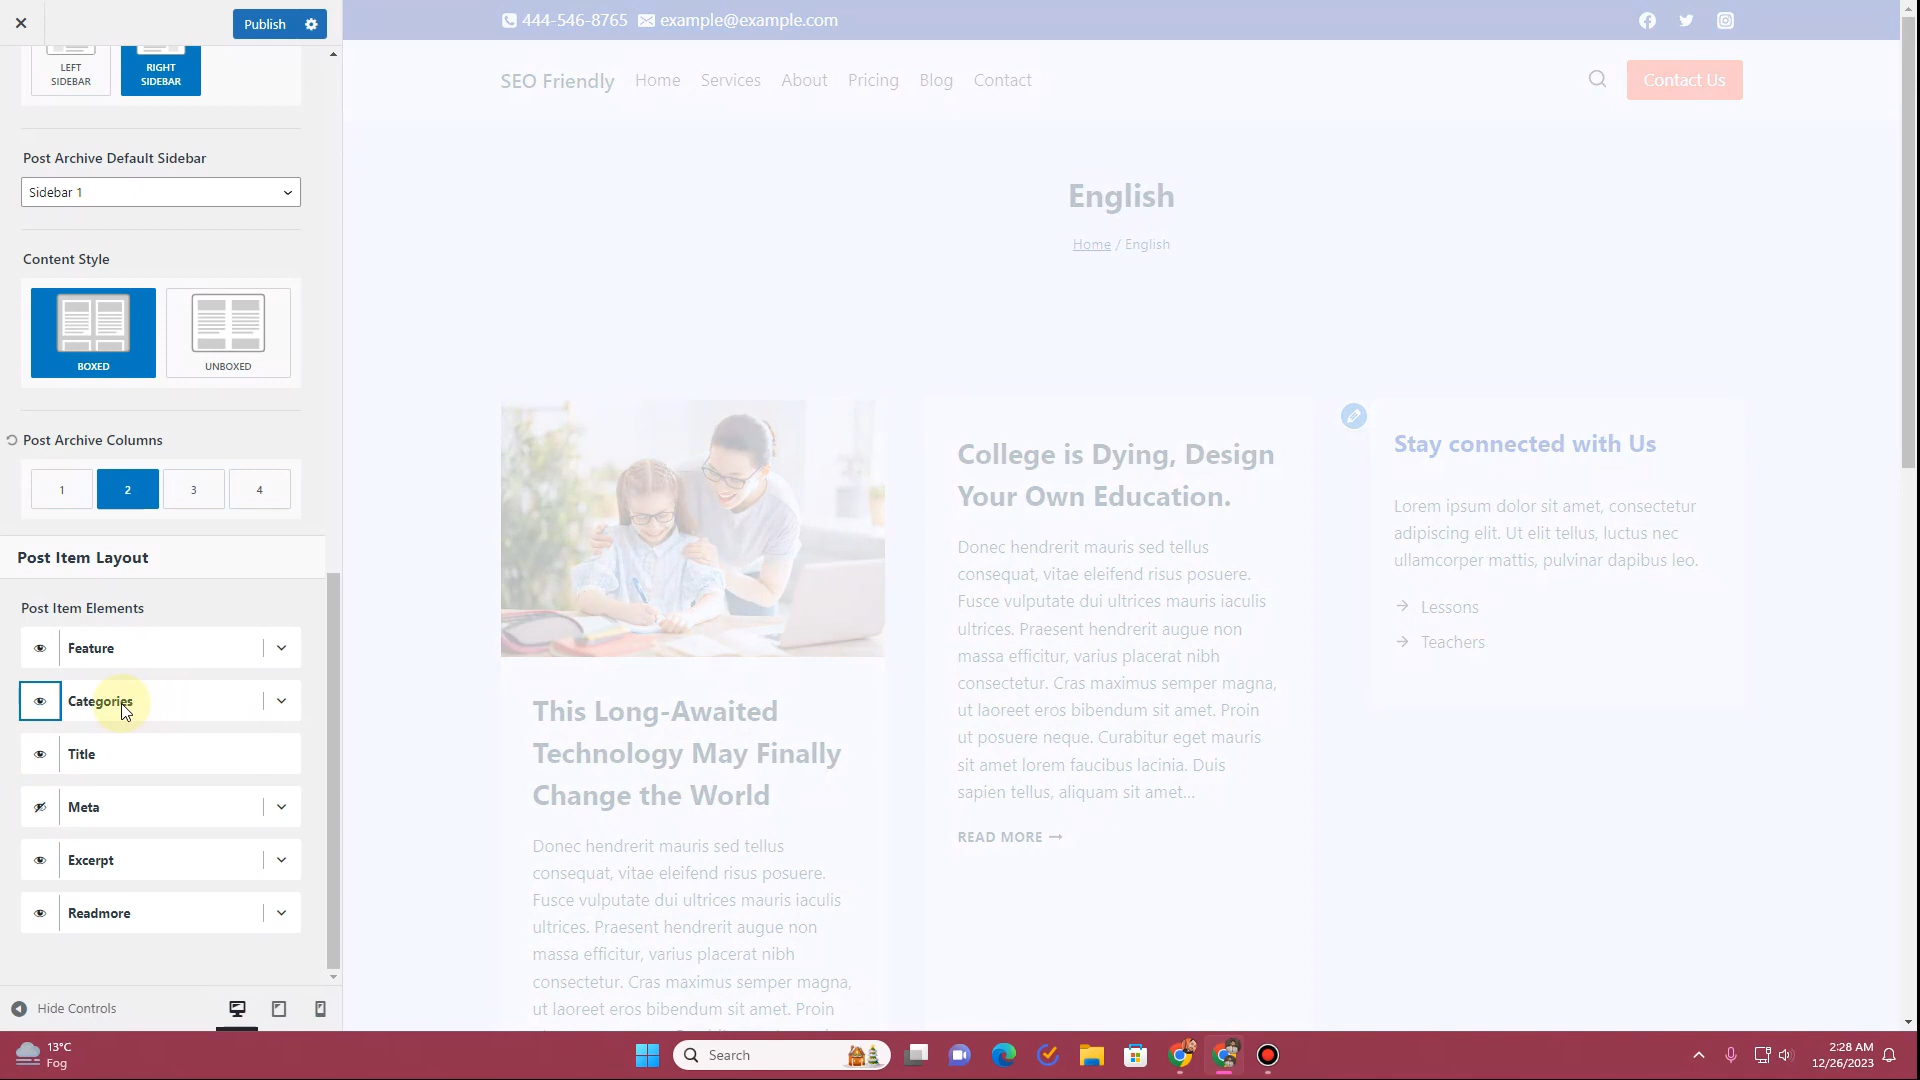 Publish
LEFT SIDEBAR
RIGHT SIDEBAR
Post Archive Default Sidebar
Sidebar 1
Content Style
BOXED
UNBOXED
Post Archive Columns
1
2
3
4
Post Item Layout
Post Item Elements
Feature
Categories
Title
Meta
Excerpt
Readmore
Hide Controls
444-546-8765 example@example.com
SEO Friendly Home Services About Pricing Blog Contact
Contact Us
English
Home / English
This Long-Awaited
Technology May Finally
Change the World
Donec hendrerit mauris sed tellus
consequat, vitae eleifend risus posuere.
Fusce vulputate dui ultrices mauris iaculis
ultrices. Praesent hendrerit augue non
massa efficitur, varius placerat nibh
consectetur. Cras maximus semper magna,
ut laoreet eros bibendum sit amet. Proin
College is Dying, Design
Your Own Education.
Donec hendrerit mauris sed tellus
consequat, vitae eleifend risus posuere.
Fusce vulputate dui ultrices mauris iaculis
ultrices. Praesent hendrerit augue non
massa efficitur, varius placerat nibh
consectetur. Cras maximus semper magna,
ut laoreet eros bibendum sit amet. Proin
ut posuere neque. Curabitur eget mauris
sit amet lorem faucibus lacinia. Duis
sapien tellus, aliquam sit amet...
READ MORE
Stay connected with Us
Lorem ipsum dolor sit amet, consectetur
adipiscing elit. Ut elit tellus, luctus nec
ullamcorper mattis, pulvinar dapibus leo.
Lessons
Teachers
13°C
Fog
Search
2:28 AM
12/26/2023